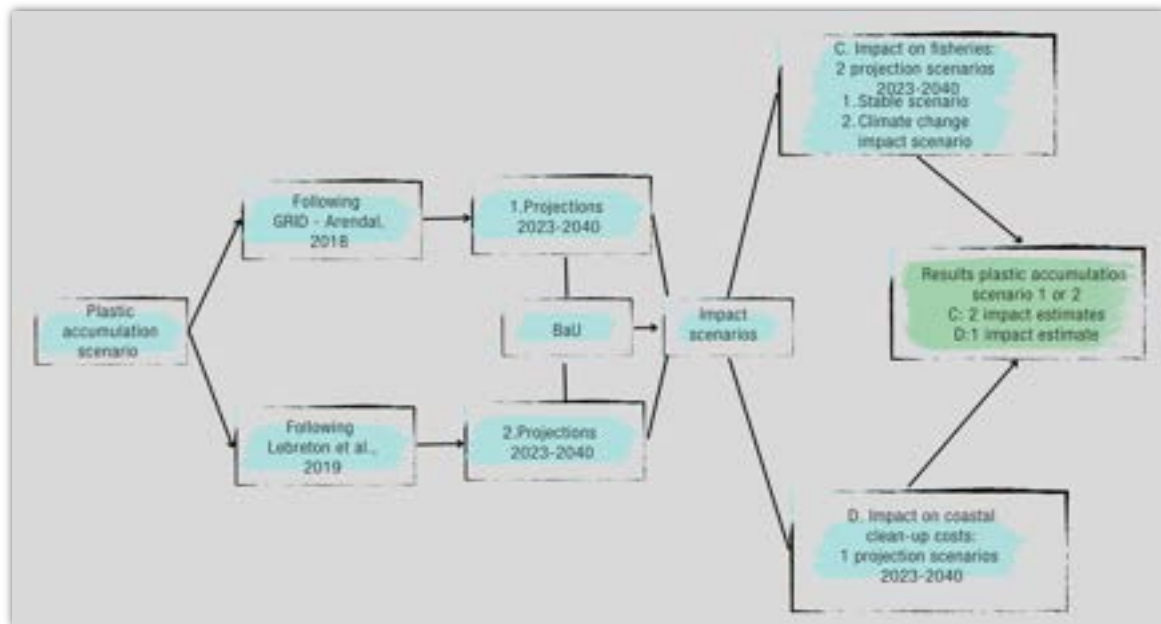 Plastic
accumulation
scenario
Following
GRID - Arendal,
2018
Following
Lebreton et al.,
2019
1.Projections
2023-2040
BaU
2.Projections
2023-2040
Impact
scenarios
C. Impact on fisheries:
2 projection scenarios
2023-2040
1.Stable scenario
2.Climate change
impact scenario
D. Impact on coastal
clean-up costs:
1 projection scenarios
2023-2040
Results plastic accumulation
scenario 1 or 2
C: 2 impact estimates
D:1 impact estimate